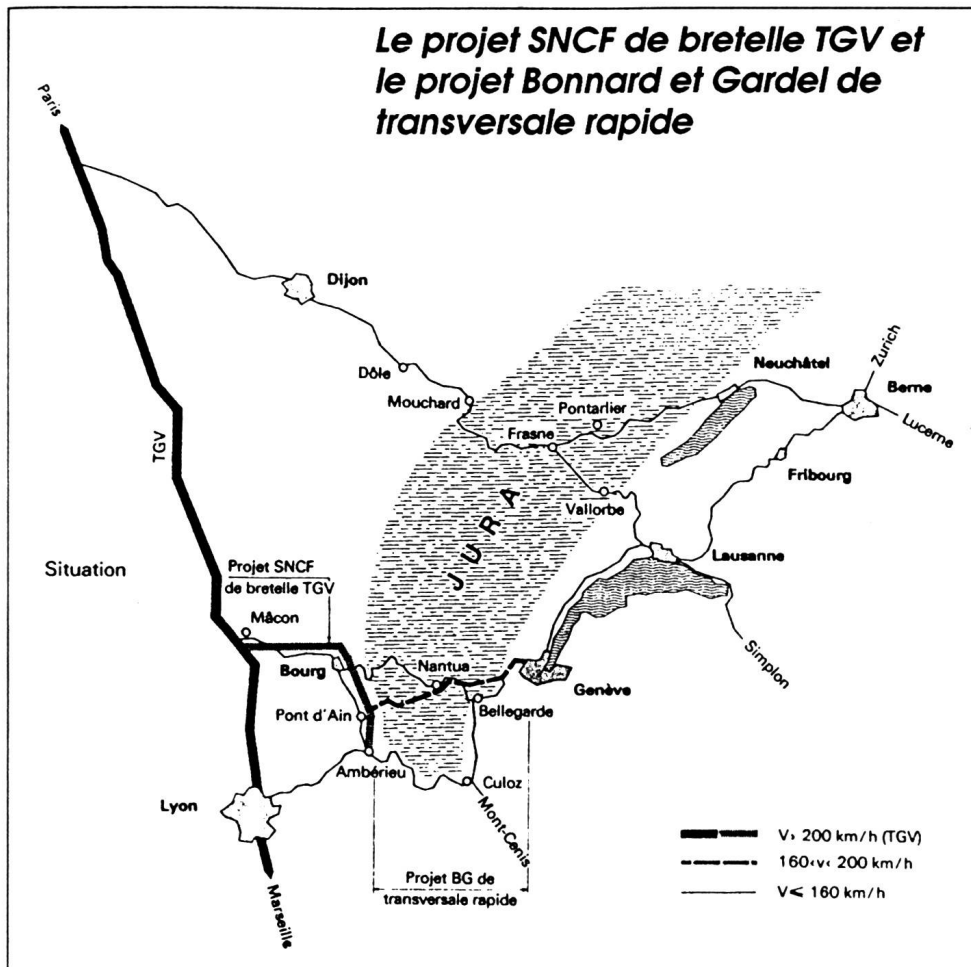 Le projet SNCF de bretelle TGV et
le projet Bonnard et Gardel de
transversale rapide
Paris
Dijon
TGV
Dôle
Mouchard
Pontarlier
Frasne
Vallorbe
Neuchâtel
Zurich
Berne
Lucerne
Fribourg
Lausanne
JURA
Simplon
Situation
Projet SNCF
de bretelle TGV
Mâcon
Bourg
Nantua
Genève
Pont d'Ain
Bellegarde
Ambérieu
Culoz
Lyon
Mont-Cenis
Marseille
Projet BG de
transversale rapide
V› 200 km/h (TGV)
160‹v‹ 200 km/h
V≤ 160 km/h